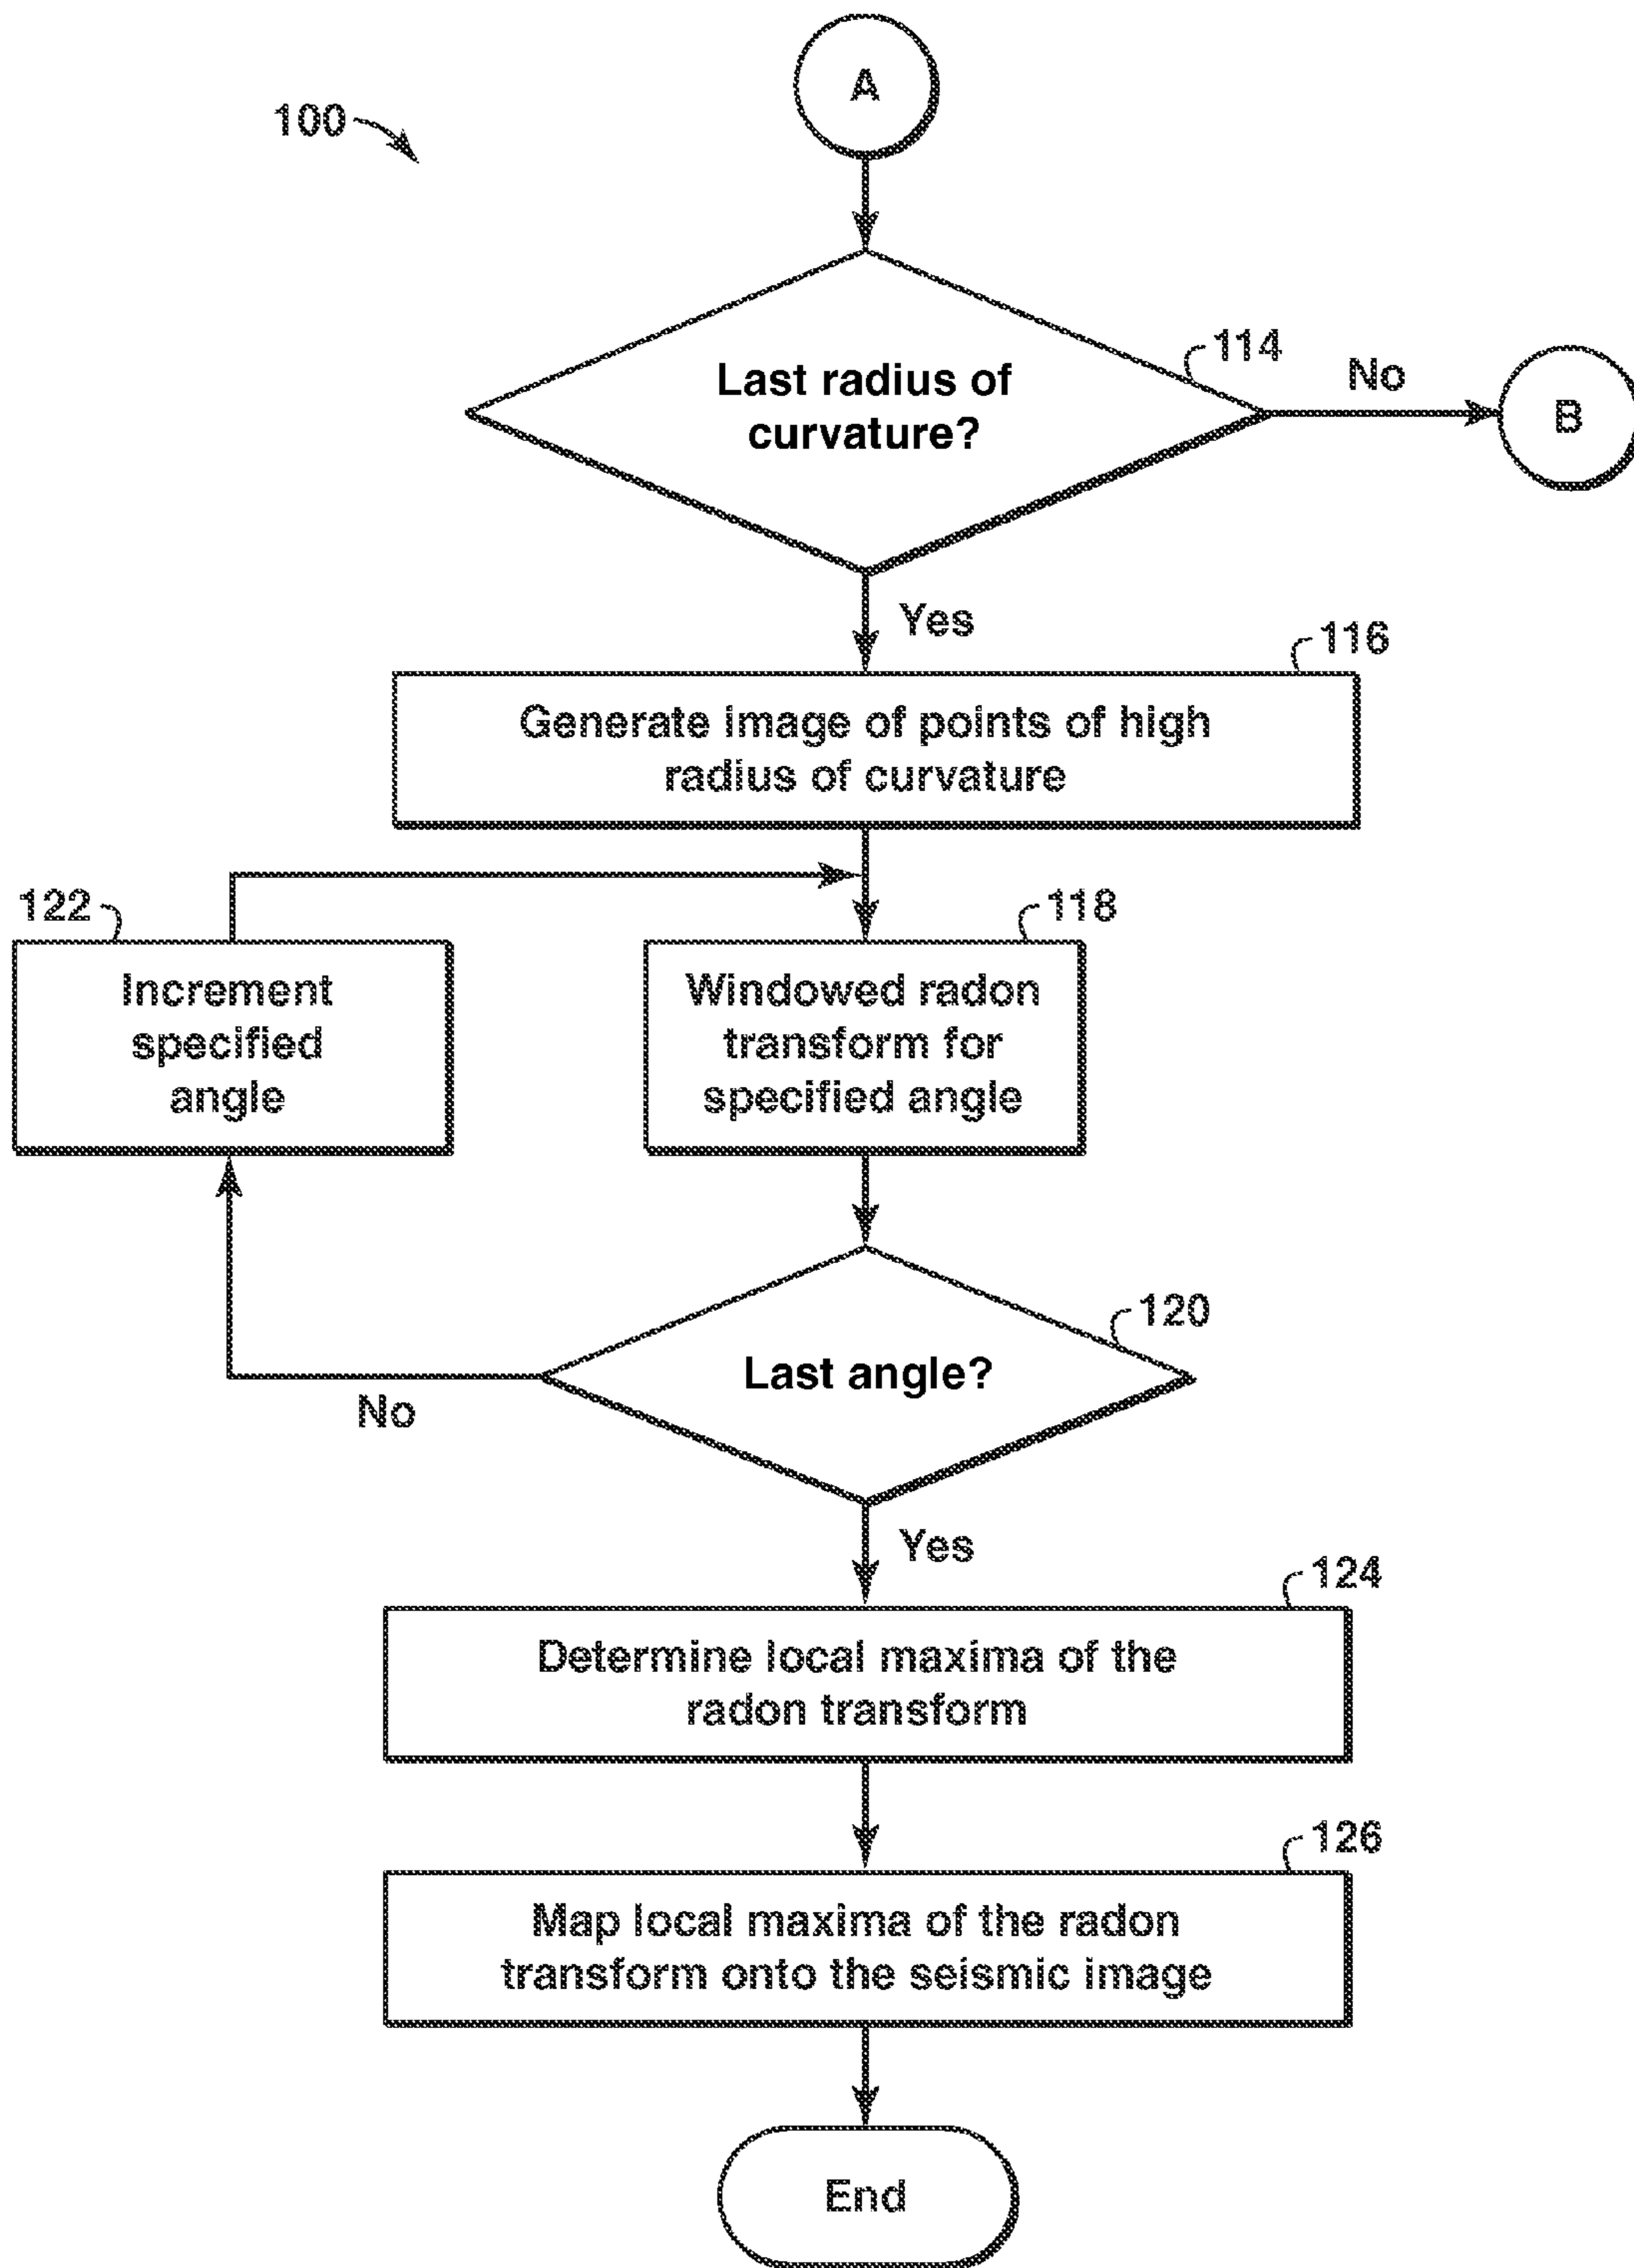 A
100
114
Last radius of
curvature?
No
B
Yes
116
Generate image of points of high
radius of curvature
122
118
Increment
specified
angle
Windowed radon
transform for
specified angle
120
Last angle?
No
Yes
124
Determine local maxima of the
radon transform
126
Map local maxima of the radon
transform onto the seismic image
End